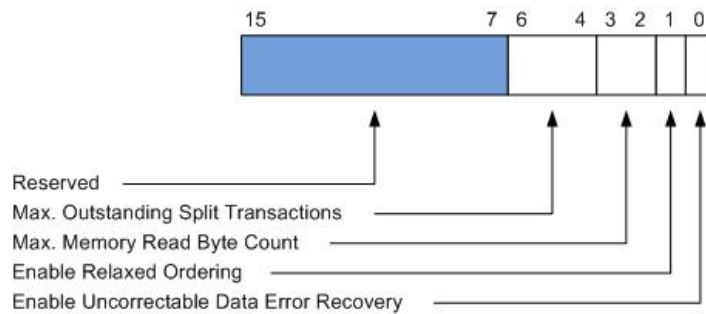 15 7 6 4 3 2 1 0
Reserved
Max. Outstanding Split Transactions
Max. Memory Read Byte Count
Enable Relaxed Ordering
Enable Uncorrectable Data Error Recovery